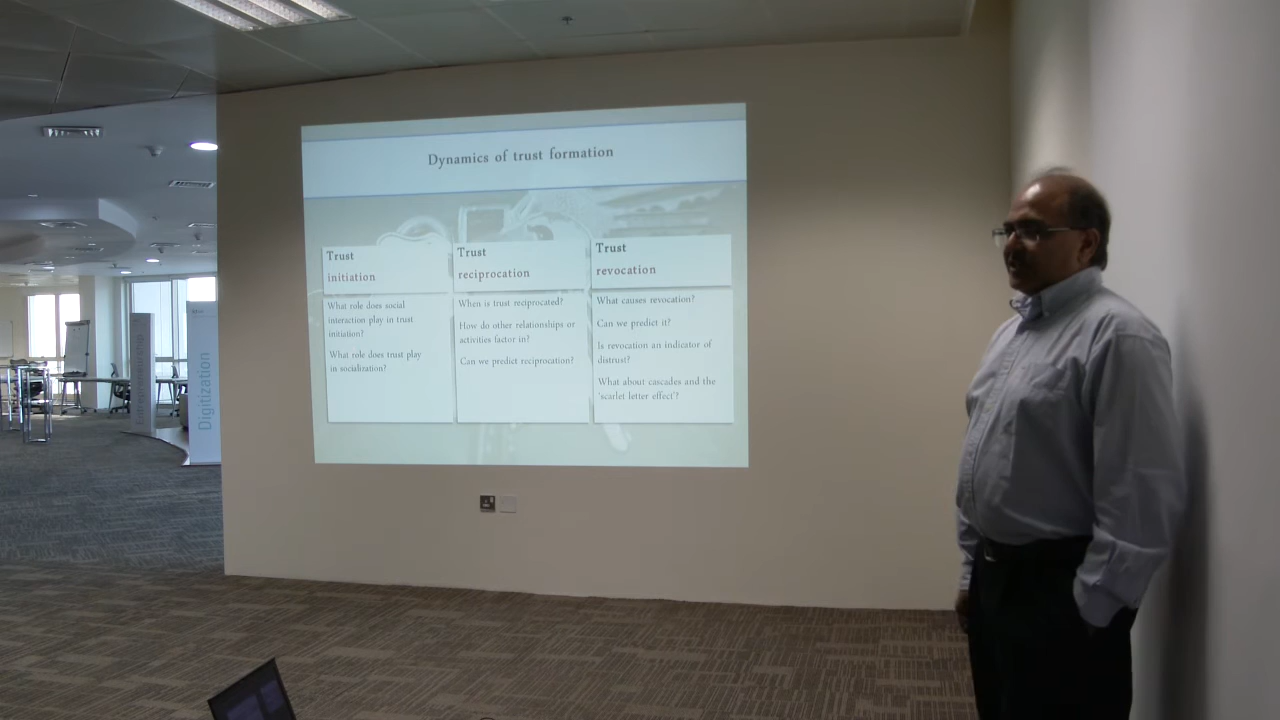 Dynamics of trust formation
Trust
initiation
What role does social
interaction play in trust
initiation?
What role does trust play
in socialization?
Trust
reciprocation
When is trust reciprocated?
How do other relationships or
activities factor in?
Can we predict reciprocation?
Trust
revocation
What causes revocation?
Can we predict it?
Is revocation an indicator of
distrust?
What about cascades and the
'scarlet letter effect'?
Entrepreneurship
Digitization